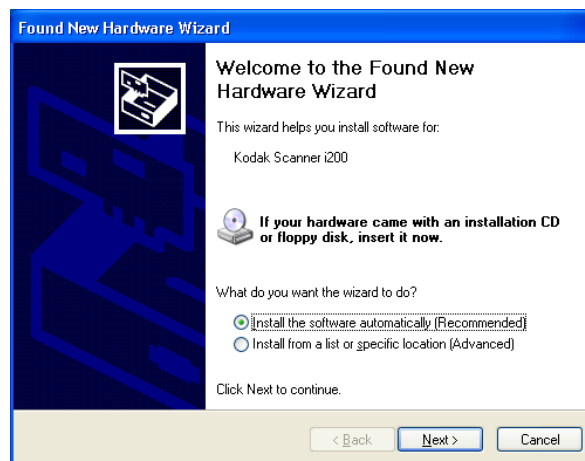 Found New Hardware Wizard
Welcome to the Found New
Hardware Wizard
This wizard helps you install software for:
Kodak Scanner i200
If your hardware came with an installation CD
or floppy disk, insert it now.
What do you want the wizard to do?
Install the software automatically (Recommended)
Install from a list or specific location (Advanced)
Click Next to continue.
< Back
Next >
Cancel